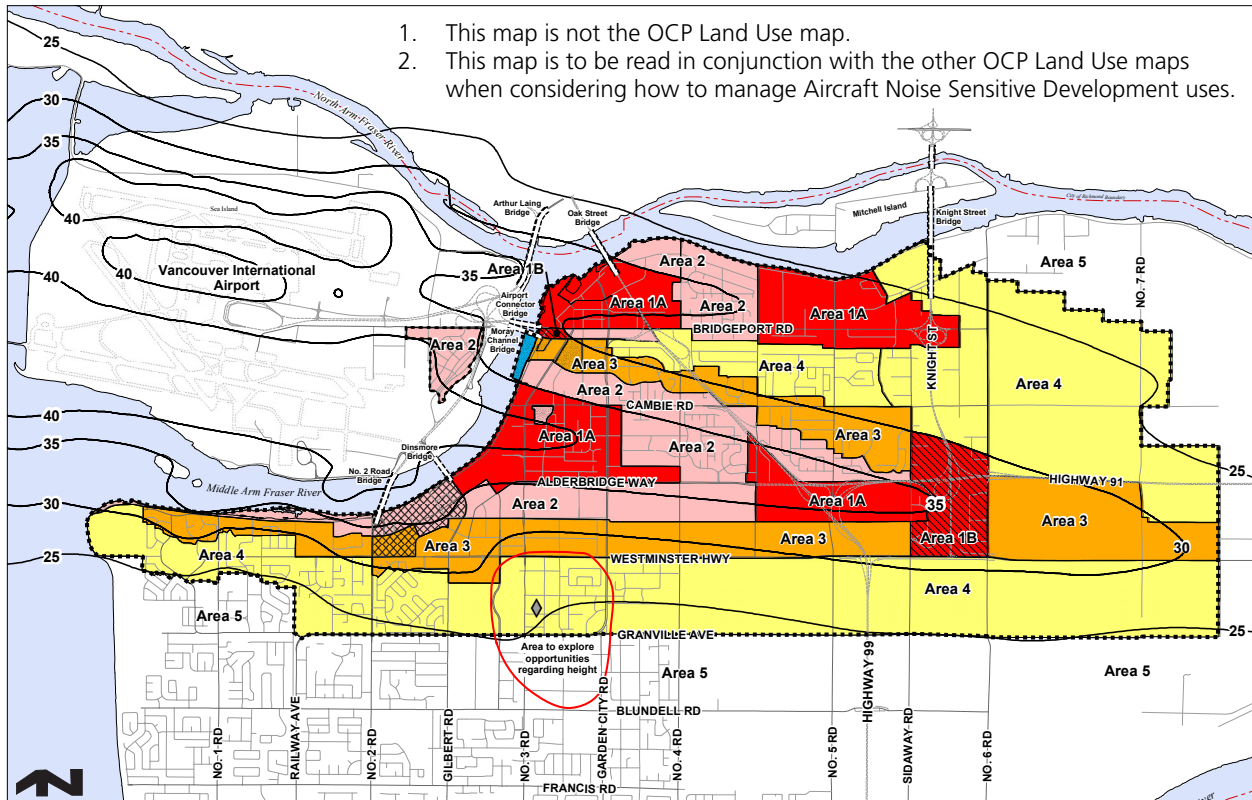 1. This map is not the OCP Land Use map.
2. This map is to be read in conjunction with the other OCP Land Use maps
when considering how to manage Aircraft Noise Sensitive Development uses.
25
30
35
North Arm Fraser River
Arthur Laing
Bridge
Oak Street
Bridge
Mitchell Island
Knight Street
Bridge
City of Richmond Boundary
Sea Island
40
Vancouver International
Airport
40
40
35
Area 1B
Area 2
Area 5
NO. 7 RD
Airport
Connector
Bridge
Area 1A
Area 2
Area 1A
BRIDGEPORT RD
Moray
Channel
Bridge
Area 2
KNIGHT ST
Area 3
Area 4
Area 4
Area 2
CAMBIE RD
40
35
Area 1A
Area 2
Area 3
Dinsmore
Bridge
No. 2 Road
Bridge
25
Middle Arm Fraser River
ALDERBRIDGE WAY
HIGHWAY 91
30
Area 2
Area 1A
35
Area 3
Area 3
Area 3
Area 1B
30
25
Area 4
WESTMINSTER HWY
Area 4
Area 5
GRANVILLE AVE
25
Area to explore
opportunities
regarding height
Area 5
Area 5
BLUNDELL RD
NO. 1 RD
RAILWAY AVE
NO. 2 RD
GILBERT RD
NO. 3 RD
GARDEN CITY RD
NO. 4 RD
NO. 5 RD
HIGHWAY 99
SIDAWAY RD
NO. 6 RD
FRANCIS RD
N